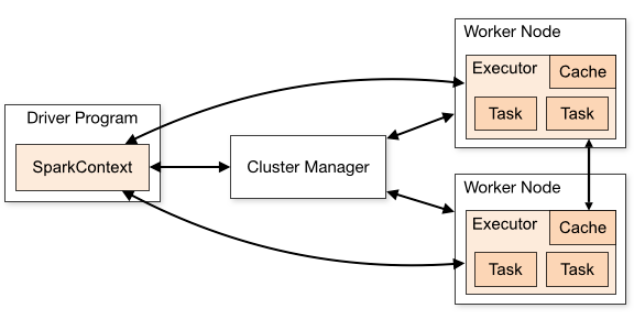 Driver Program
SparkContext
Cluster Manager
Worker Node
Executor
Cache
Task
Task
Worker Node
Executor
Cache
Task
Task